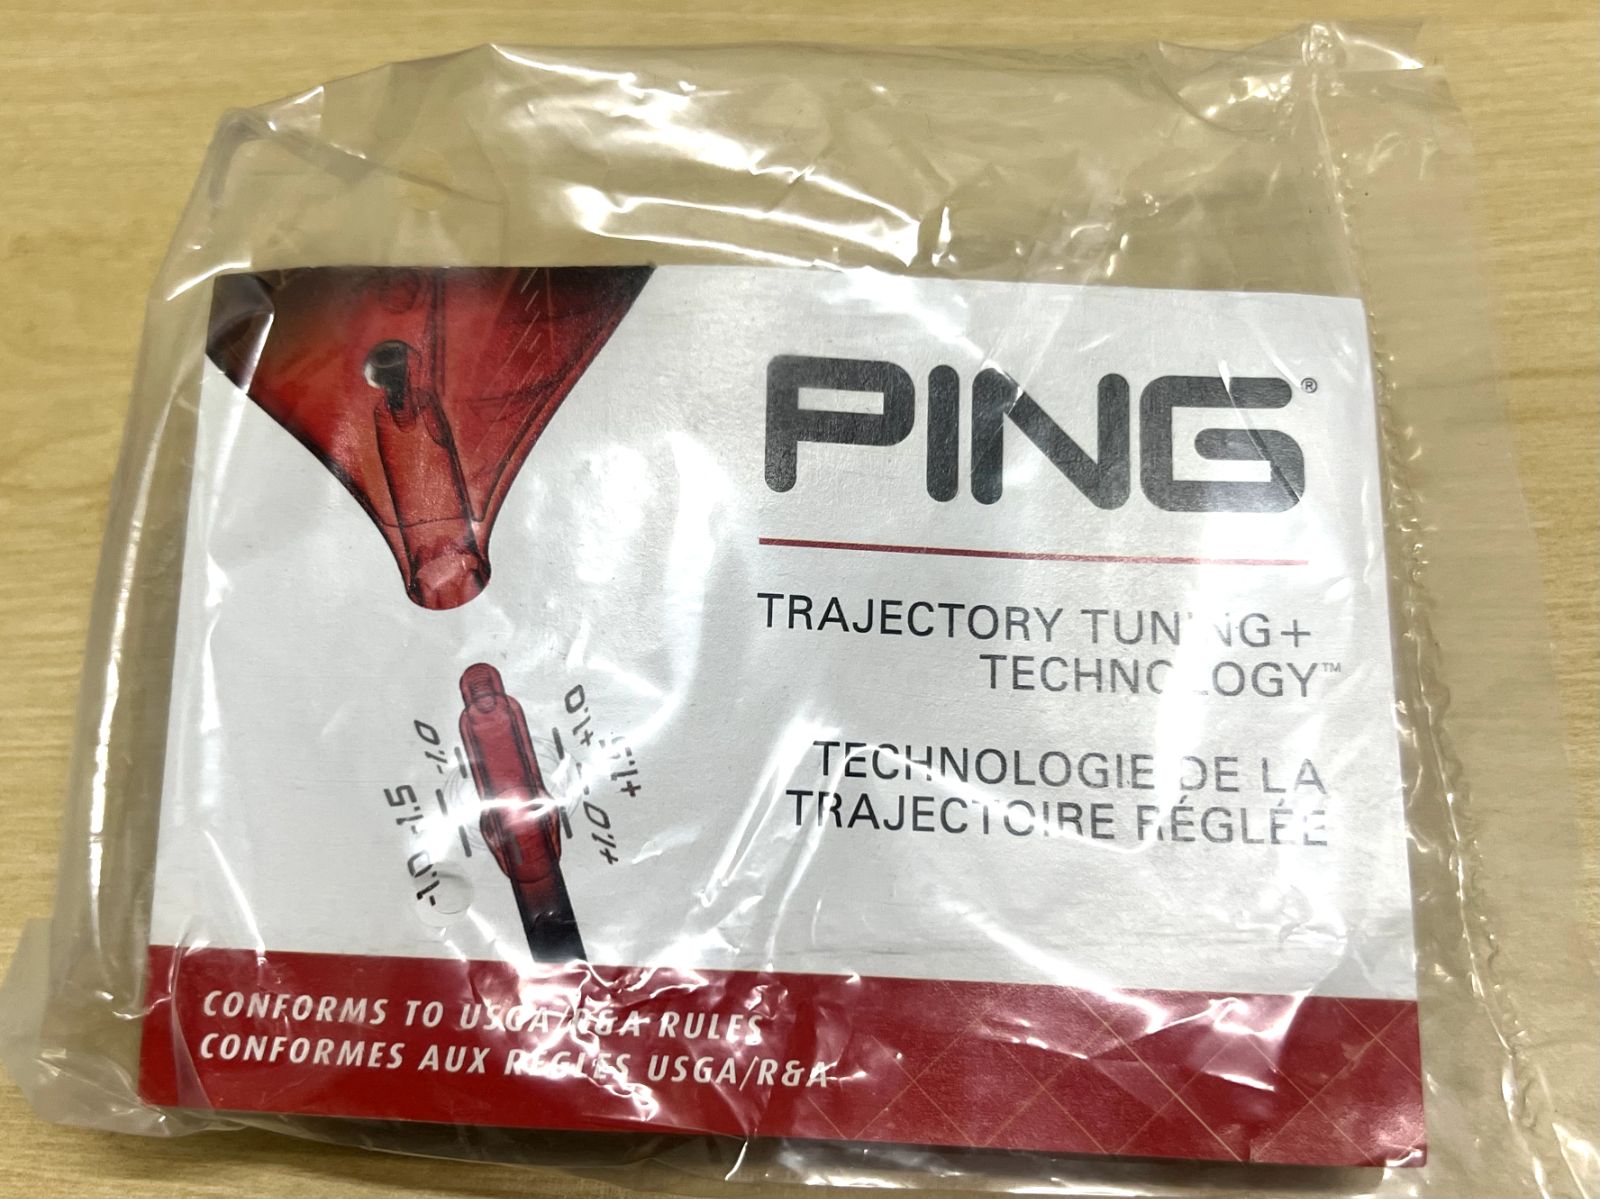 PING®
TRAJECTORY TUNING+
TECHNOLOGY™
TECHNOLOGIE DE LA
TRAJECTOIRE RÉGLÉE
CONFORMS TO USGA/R&A RULES
CONFORMES AUX RÈGLES USGA/R&A